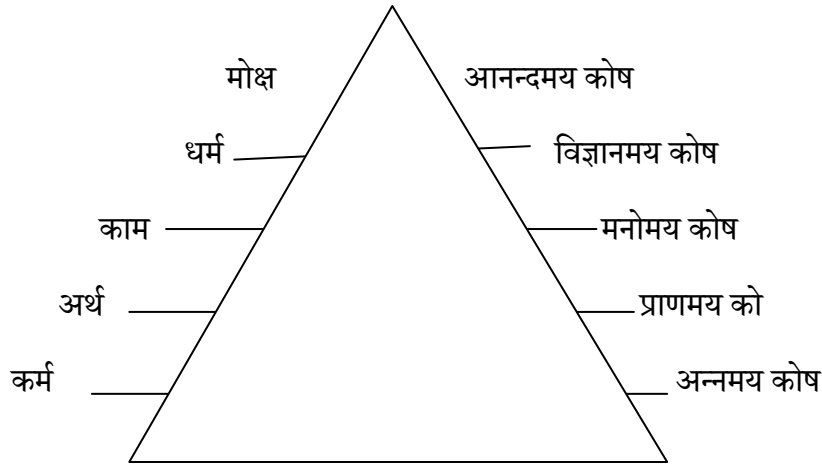 मोक्ष आनन्दमय कोष
धर्म विज्ञानमय कोष
काम मनोमय कोष
अर्थ प्राणमय को
कर्म अन्नमय कोष